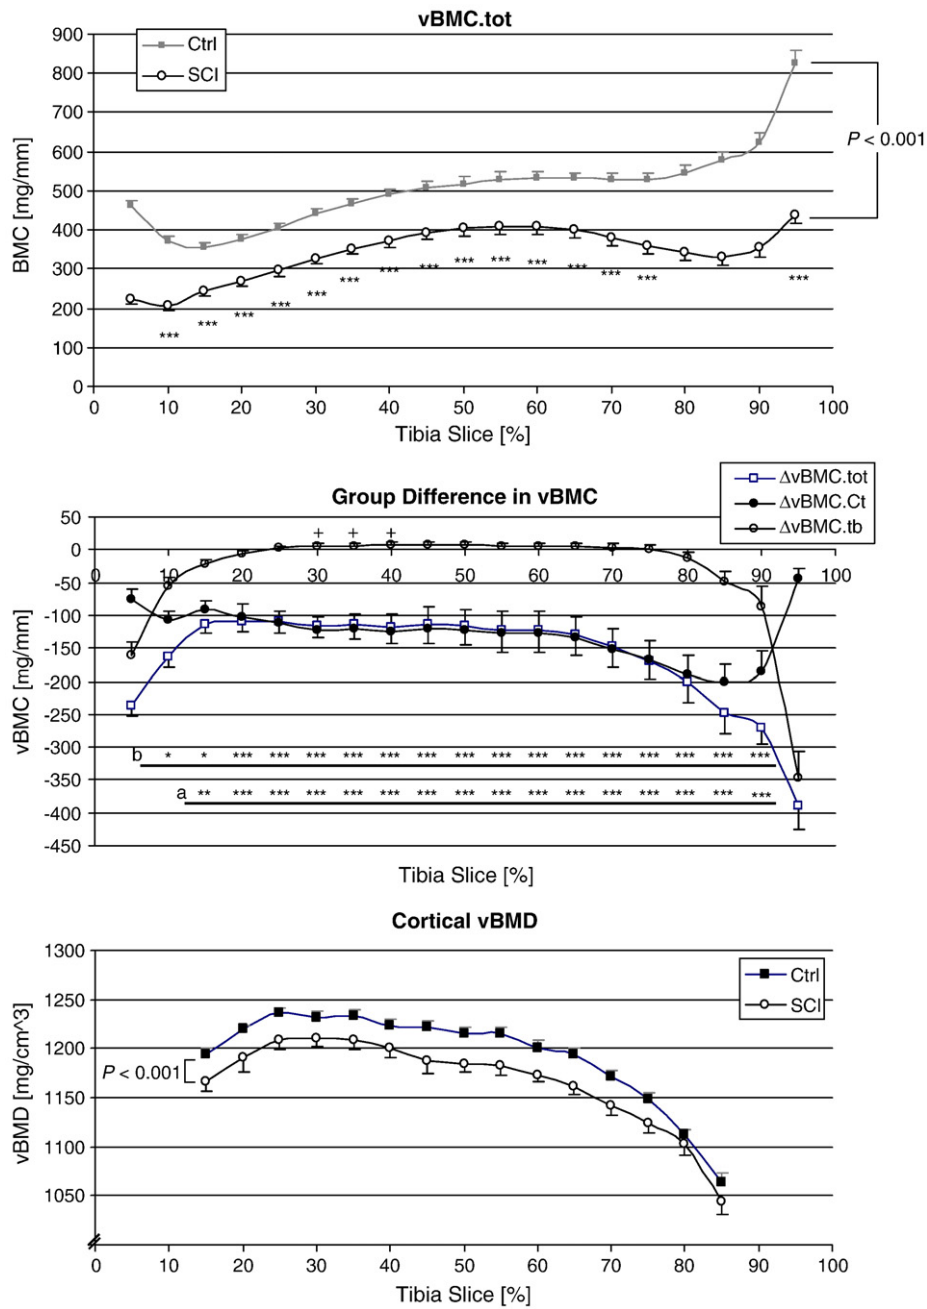 vBMC.tot
900
800
700
600
500
400
300
200
100
0
BMC [mg/mm]
Ctrl
SCI
P < 0.001
*** *** *** *** *** *** *** *** *** *** *** *** *** *** ***
0 10 20 30 40 50 60 70 80 90 100
Tibia Slice [%]
Group Difference in vBMC
ΔvBMC.tot
ΔvBMC.Ct
ΔvBMC.tb
50
0
-50
-100
-150
-200
-250
-300
-350
-400
-450
vBMC [mg/mm]
+ + +
0 10 20 30 40 50 60 70 80 90 100
b * * *** *** *** *** *** *** *** *** *** *** *** *** *** *** ***
a ** *** *** *** *** *** *** *** *** *** *** *** *** *** *** ***
Tibia Slice [%]
Cortical vBMD
1300
1250
1200
1150
1100
1050
vBMD [mg/cm^3]
Ctrl
SCI
P < 0.001
0 10 20 30 40 50 60 70 80 90 100
Tibia Slice [%]